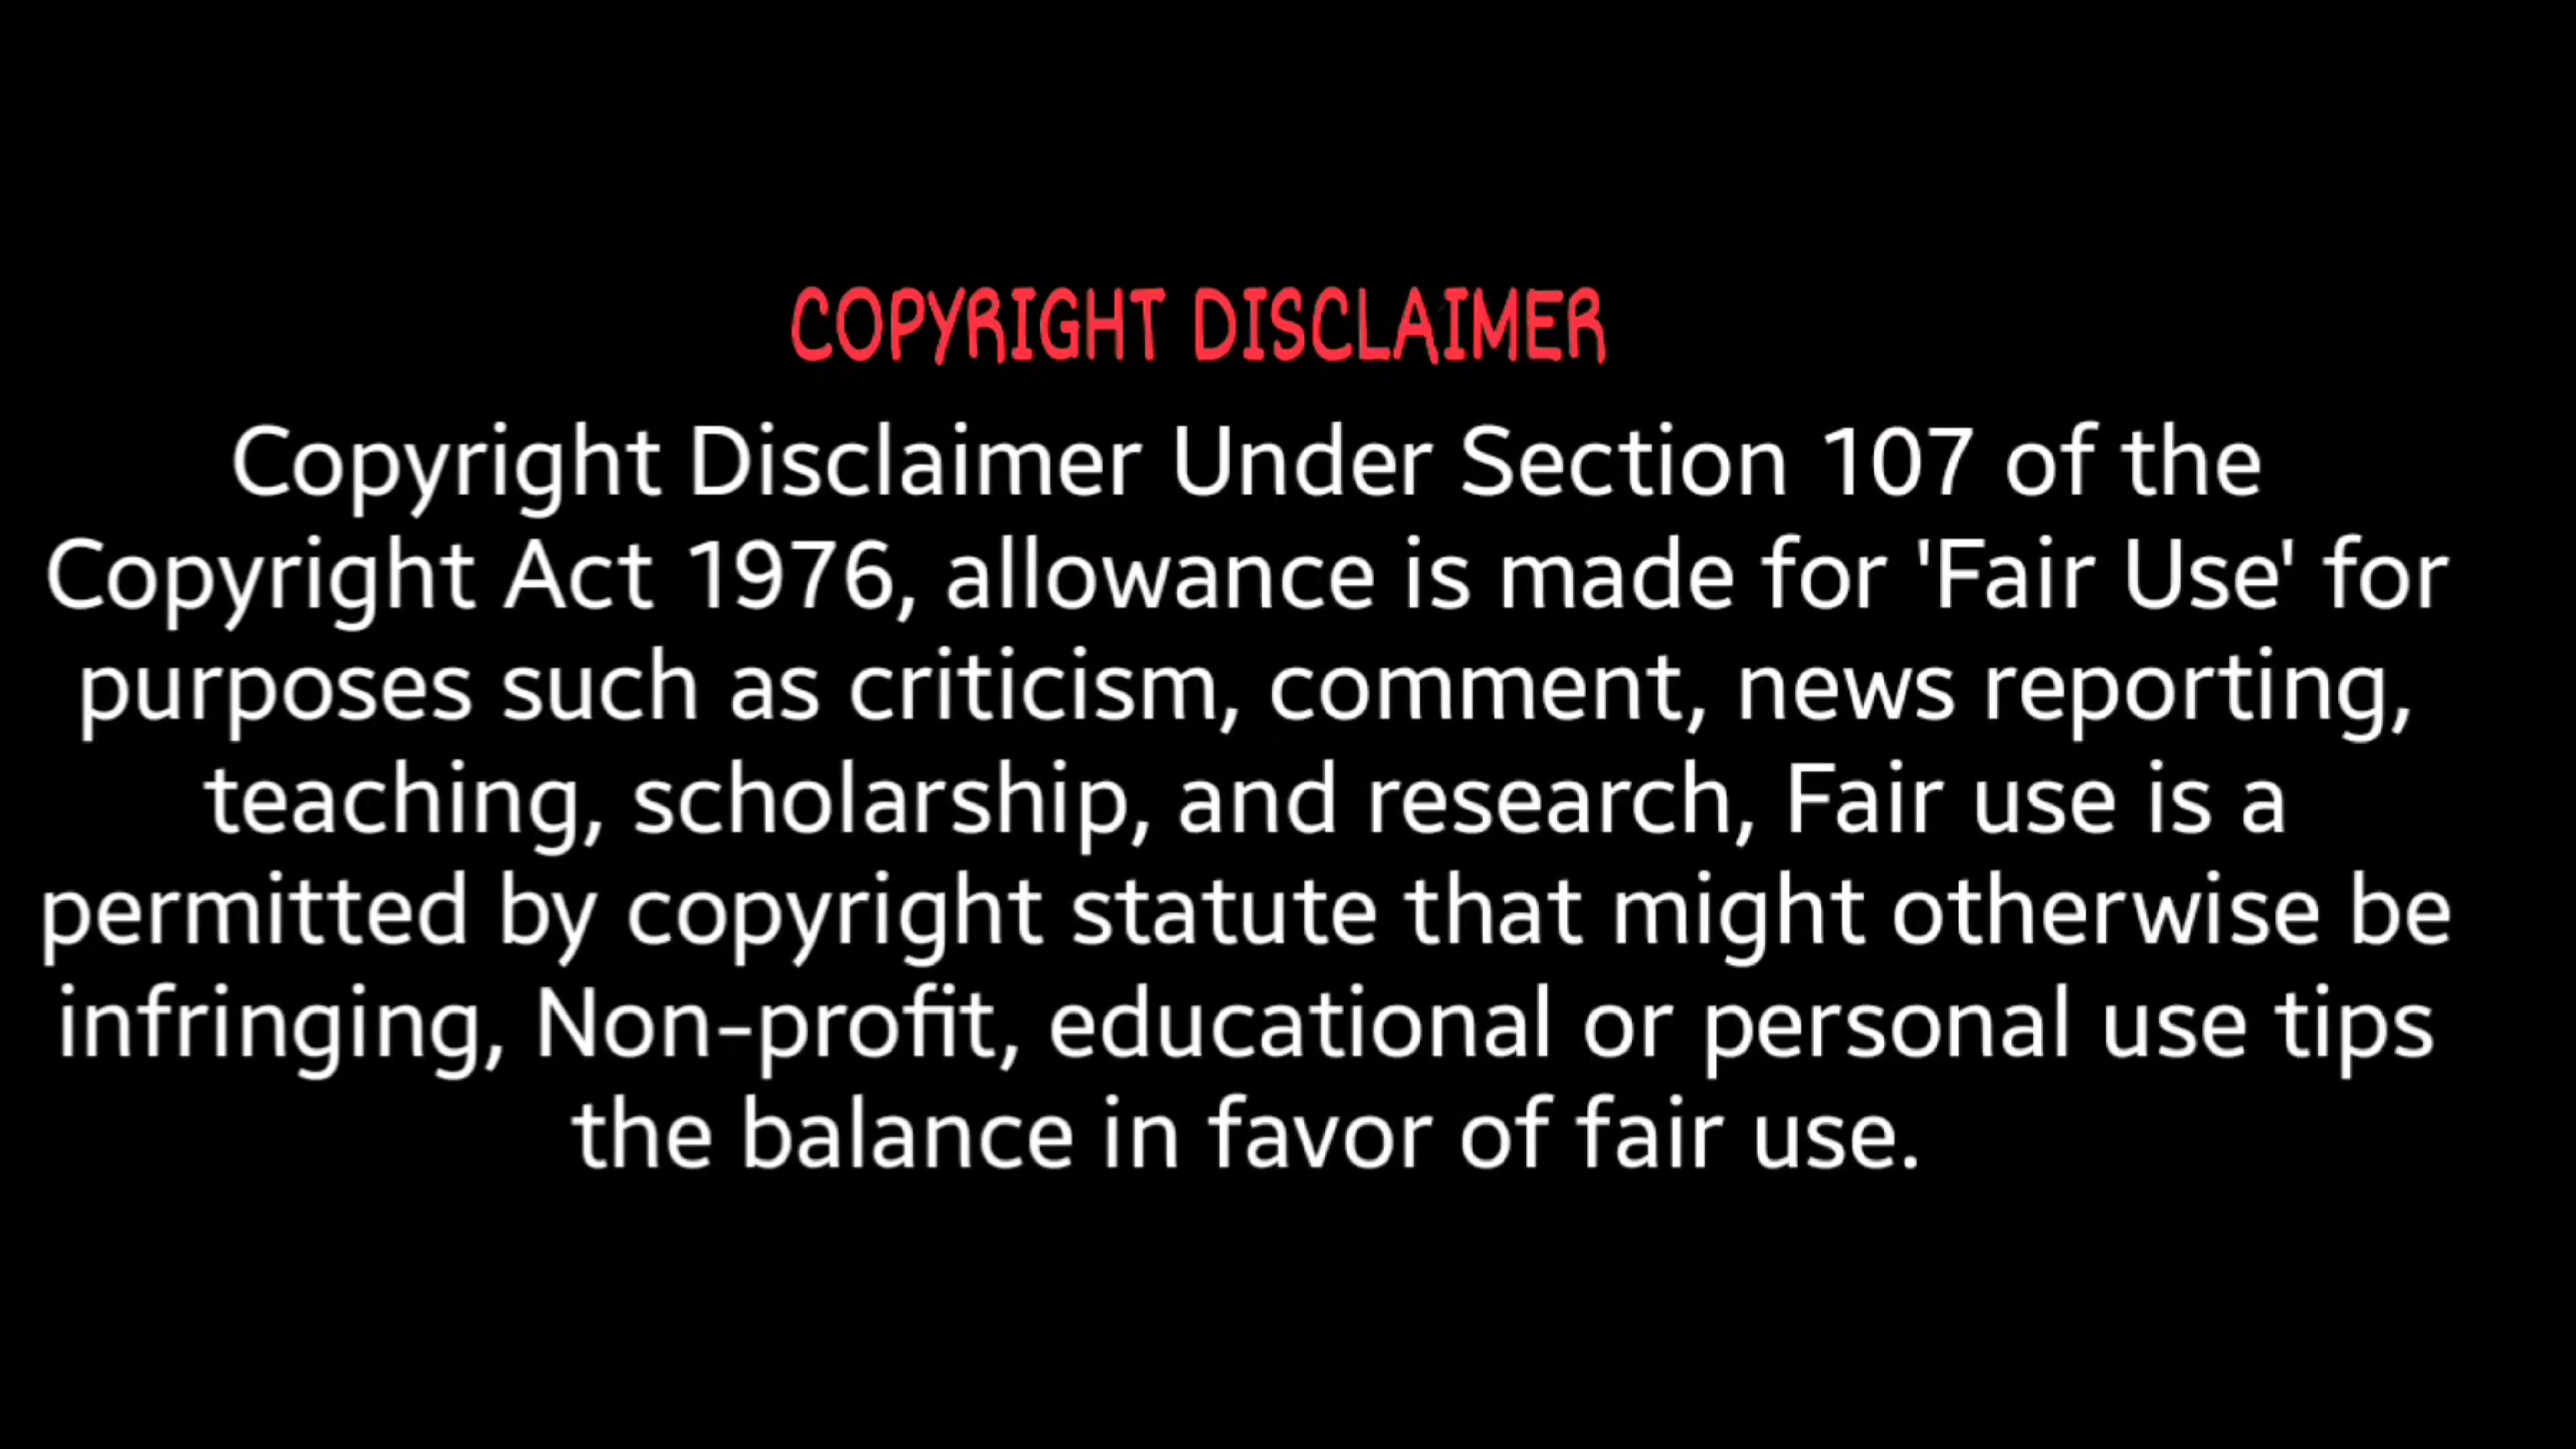 COPYRIGHT DISCLAIMER
Copyright Disclaimer Under Section 107 of the
Copyright Act 1976, allowance is made for 'Fair Use' for
purposes such as criticism, comment, news reporting,
teaching, scholarship, and research, Fair use is a
permitted by copyright statute that might otherwise be
infringing, Non-profit, educational or personal use tips
the balance in favor of fair use.